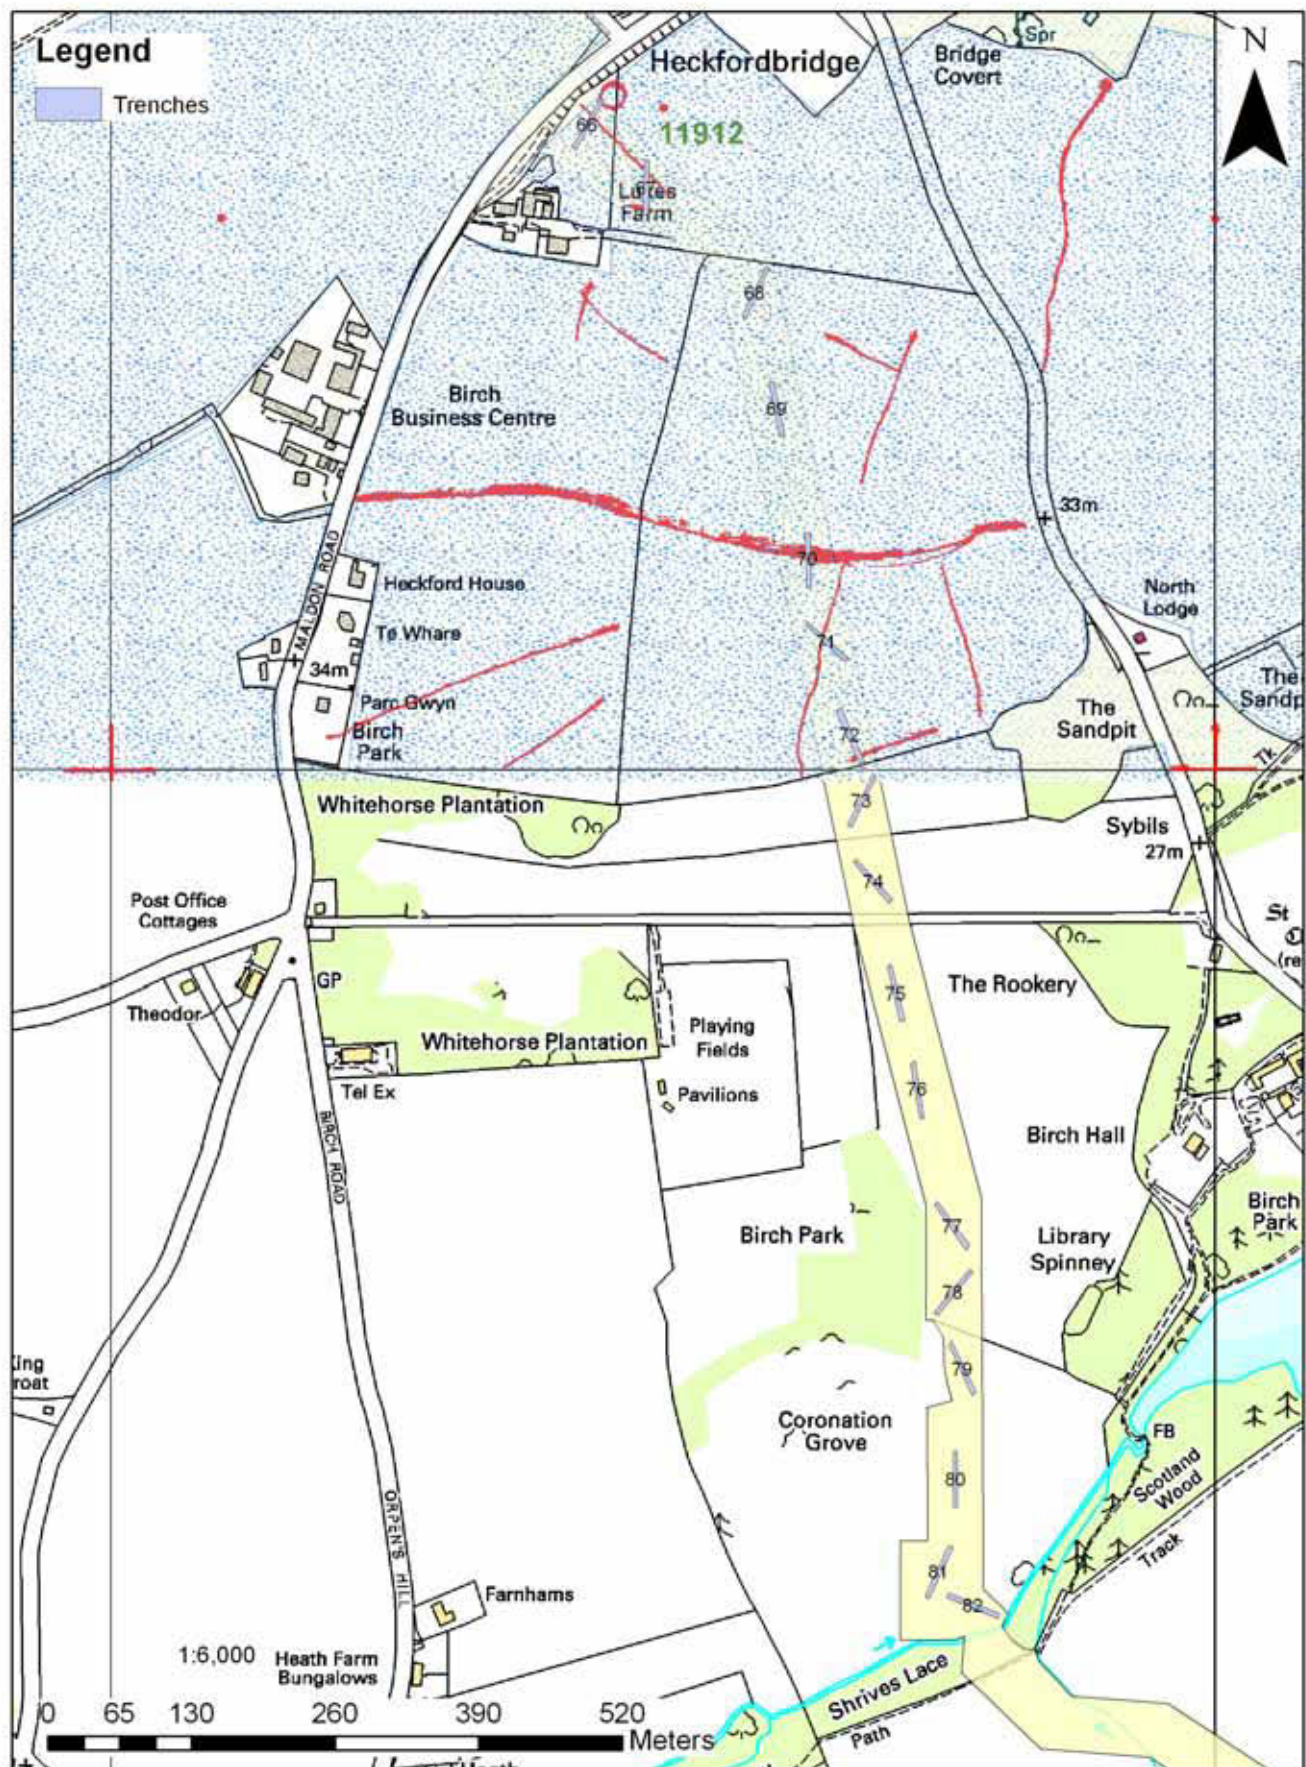 Legend
Trenches
N
Heckfordbridge
Bridge
Covert
Spr
66
11912
Lufes
Farm
68
69
Birch
Business Centre
70
33m
MALDON ROAD
Heckford House
North
Lodge
Te Whare
71
34m
Parc Gwyn
Birch
Park
72
The
Sandpit
The
Tk
73
Whitehorse Plantation
Sybils
27m
74
Post Office
Cottages
St
GP
75
The Rookery
Theodor
Whitehorse Plantation
Playing
Fields
Tel Ex
76
Pavilions
BIRCH ROAD
Birch Hall
77
Birch Park
Library
Spinney
Birch
Park
78
79
Coronation
Grove
FB
Scotland
Wood
80
Track
ORPEN'S HILL
81
82
Farnhams
1:6,000
Heath Farm
Bungalows
Shrives Lace
Path
0 65 130 260 390 520
Meters